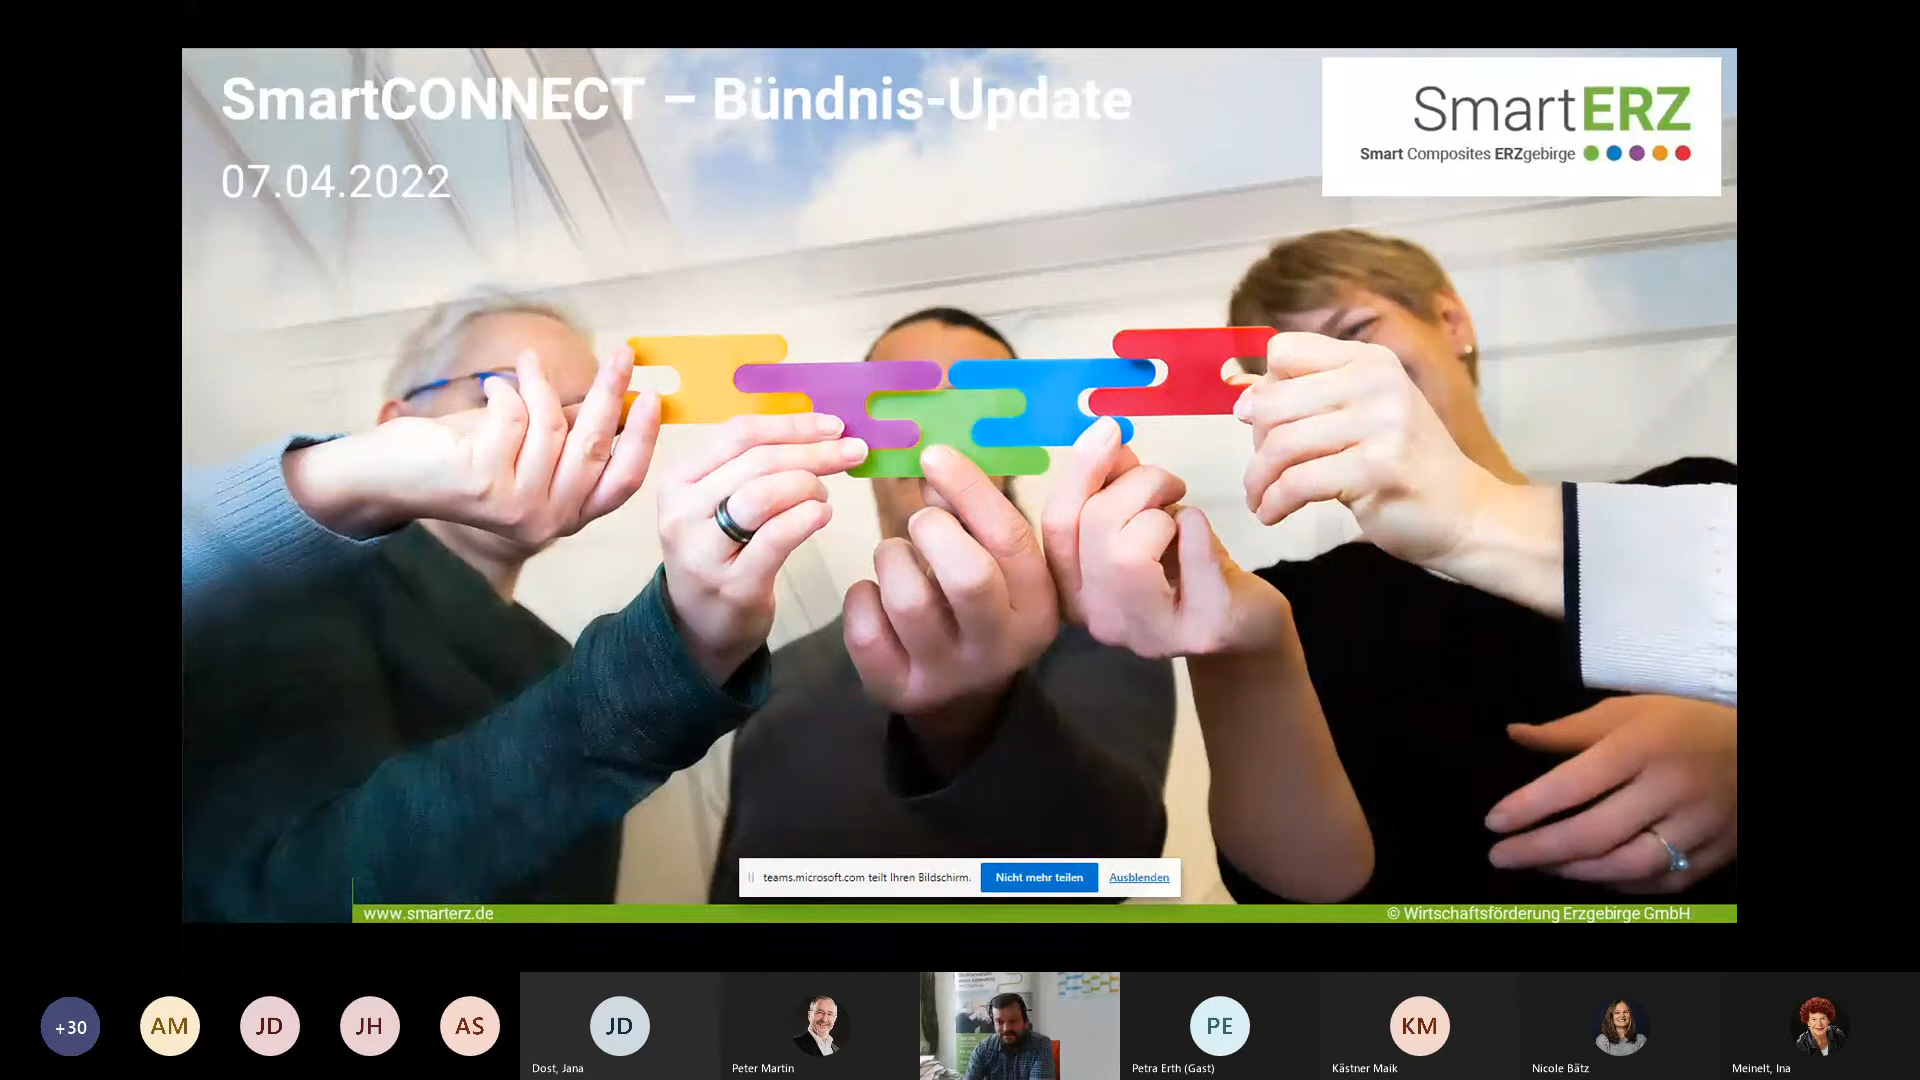 SmartCONNECT – Bündnis-Update
07.04.2022
SmartERZ
Smart Composites ERZgebirge
teams.microsoft.com teilt Ihren Bildschirm.
Nicht mehr teilen
Ausblenden
www.smarterz.de
© Wirtschaftsförderung Erzgebirge GmbH
+30
AM
JD
JH
AS
JD
PE
KM
Dost, Jana
Peter Martin
Petra Erth (Gast)
Kästner Maik
Nicole Bätz
Meinelt, Ina